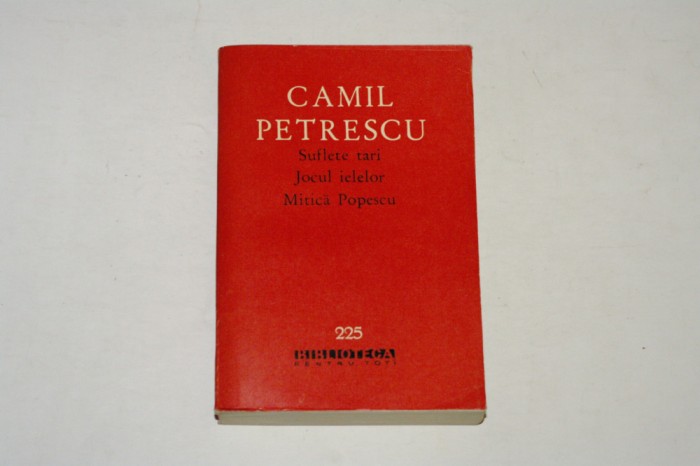 CAMIL
PETRESCU
Suflete tari
Jocul ielelor
Mitică Popescu
225
BIBLIOTECA
PENTRU TOȚI